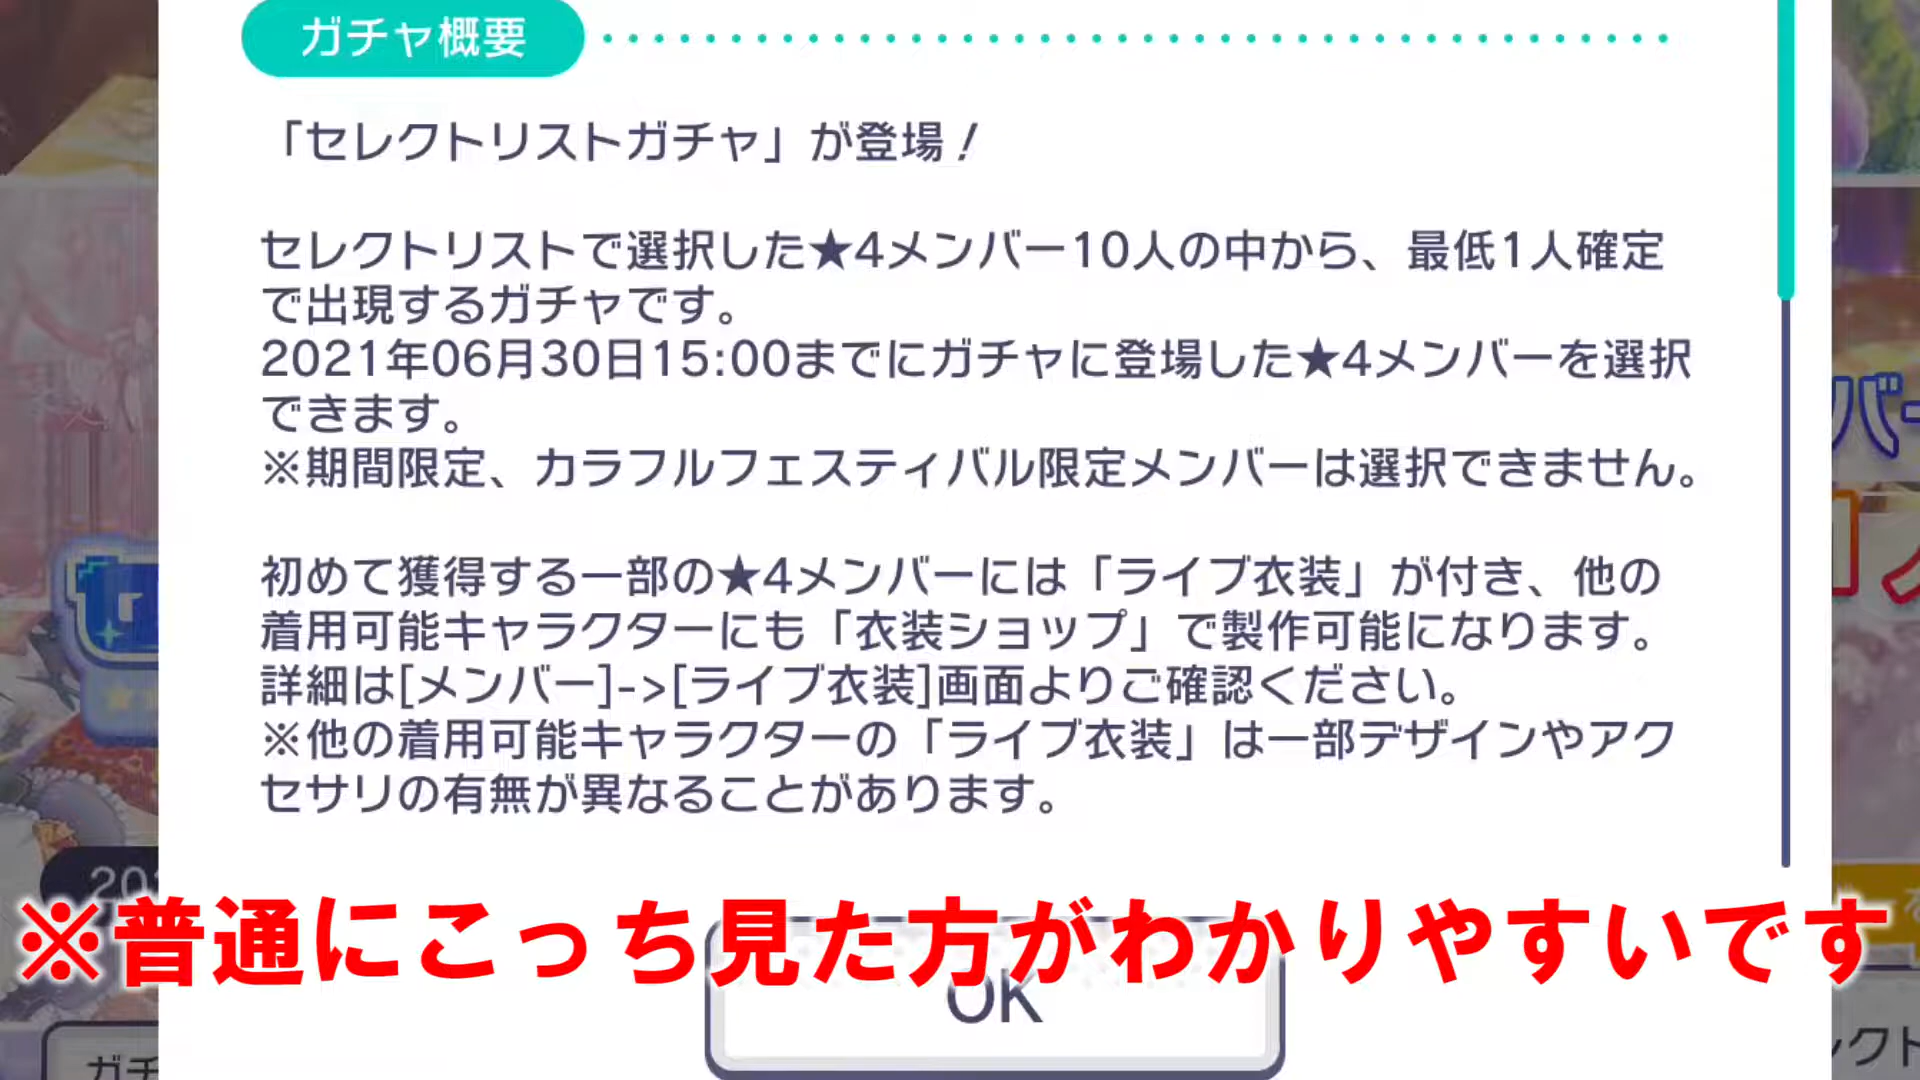 ガチャ概要
「セレクトリストガチャ」が登場！
セレクトリストで選択した★4メンバー10人の中から、最低1人確定
で出現するガチャです。
2021年06月30日15:00までにガチャに登場した★4メンバーを選択
できます。
※期間限定、カラフルフェスティバル限定メンバーは選択できません。
初めて獲得する一部の★4メンバーには「ライブ衣装」が付き、他の
着用可能キャラクターにも「衣装ショップ」で製作可能になります。
詳細は[メンバー]->[ライブ衣装]画面よりご確認ください。
※他の着用可能キャラクターの「ライブ衣装」は一部デザインやアク
セサリの有無が異なることがあります。
※普通にこっち見た方がわかりやすいです
OK